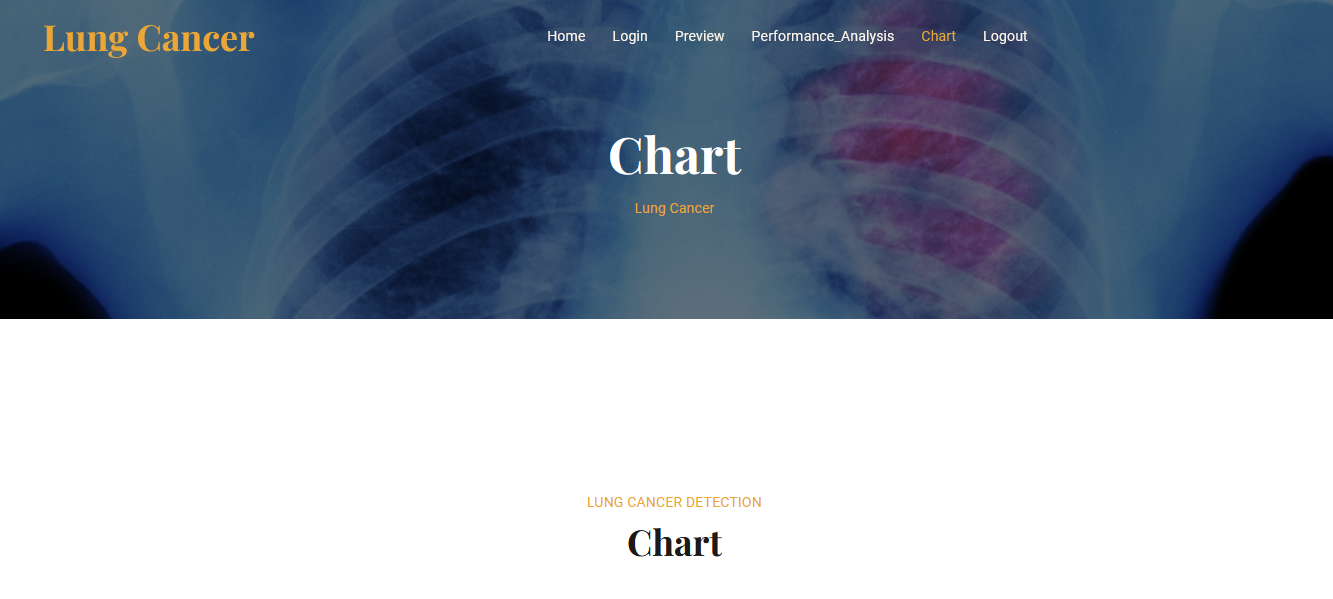 Lung Cancer
Home Login Preview Performance_Analysis Chart Logout
Chart
Lung Cancer
LUNG CANCER DETECTION
Chart